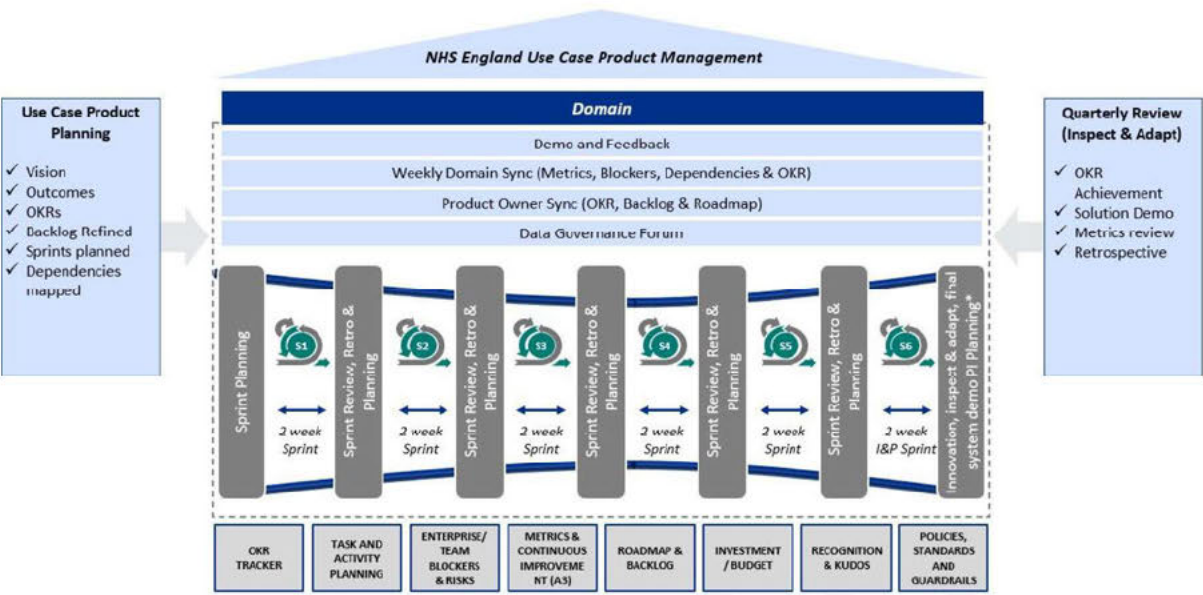 NHS England Use Case Product Management
Use Case Product
Planning
✓ Vision
✓ Outcomes
✓ OKRs
✓ Backlog Refined
✓ Sprints planned
✓ Dependencies
mapped
Domain
Demo and Feedback
Weekly Domain Sync (Metrics, Blockers, Dependencies & OKR)
Product Owner Sync (OKR, Backlog & Roadmap)
Data Governance Forum
Quarterly Review
(Inspect & Adapt)
✓ OKR
Achievement
✓ Solution Demo
✓ Metrics review
✓ Retrospective
Sprint Planning
S1
2 week
Sprint
Sprint Review, Retro &
Planning
S2
2 week
Sprint
Sprint Review, Retro &
Planning
S3
2 week
Sprint
Sprint Review, Retro &
Planning
S4
2 week
Sprint
Sprint Review, Retro &
Planning
S5
2 week
Sprint
Sprint Review, Retro &
Planning
S6
2 week
I&P Sprint
Innovation, inspect & adapt, final
system demo PI Planning*
OKR
TRACKER
TASK AND
ACTIVITY
PLANNING
ENTERPRISE/
TEAM
BLOCKERS
& RISKS
METRICS &
CONTINUOUS
IMPROVEME
NT (A3)
ROADMAP &
BACKLOG
INVESTMENT
/ BUDGET
RECOGNITION
& KUDOS
POLICIES,
STANDARDS
AND
GUARDRAILS